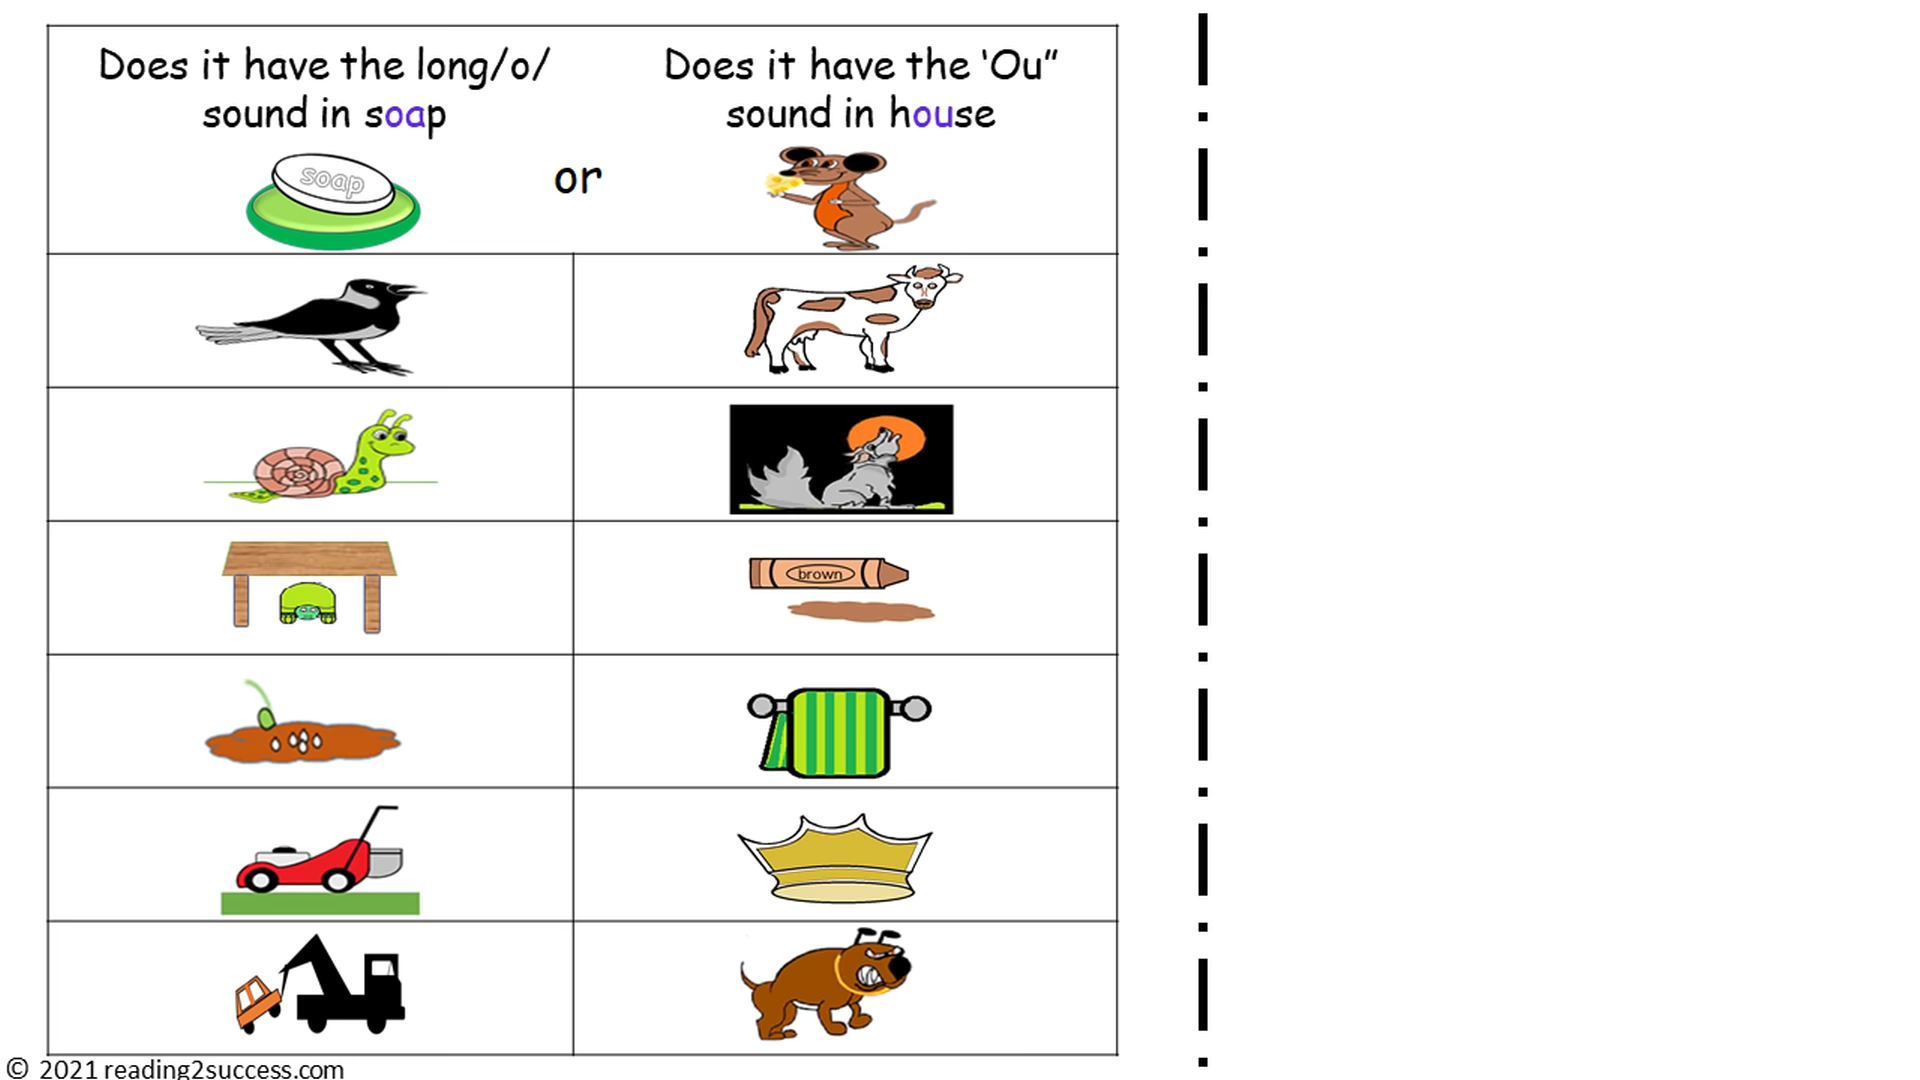 Does it have the long/o/
sound in soap
Does it have the ‘Ou”
sound in house
soap
or
brown
© 2021 reading2success.com